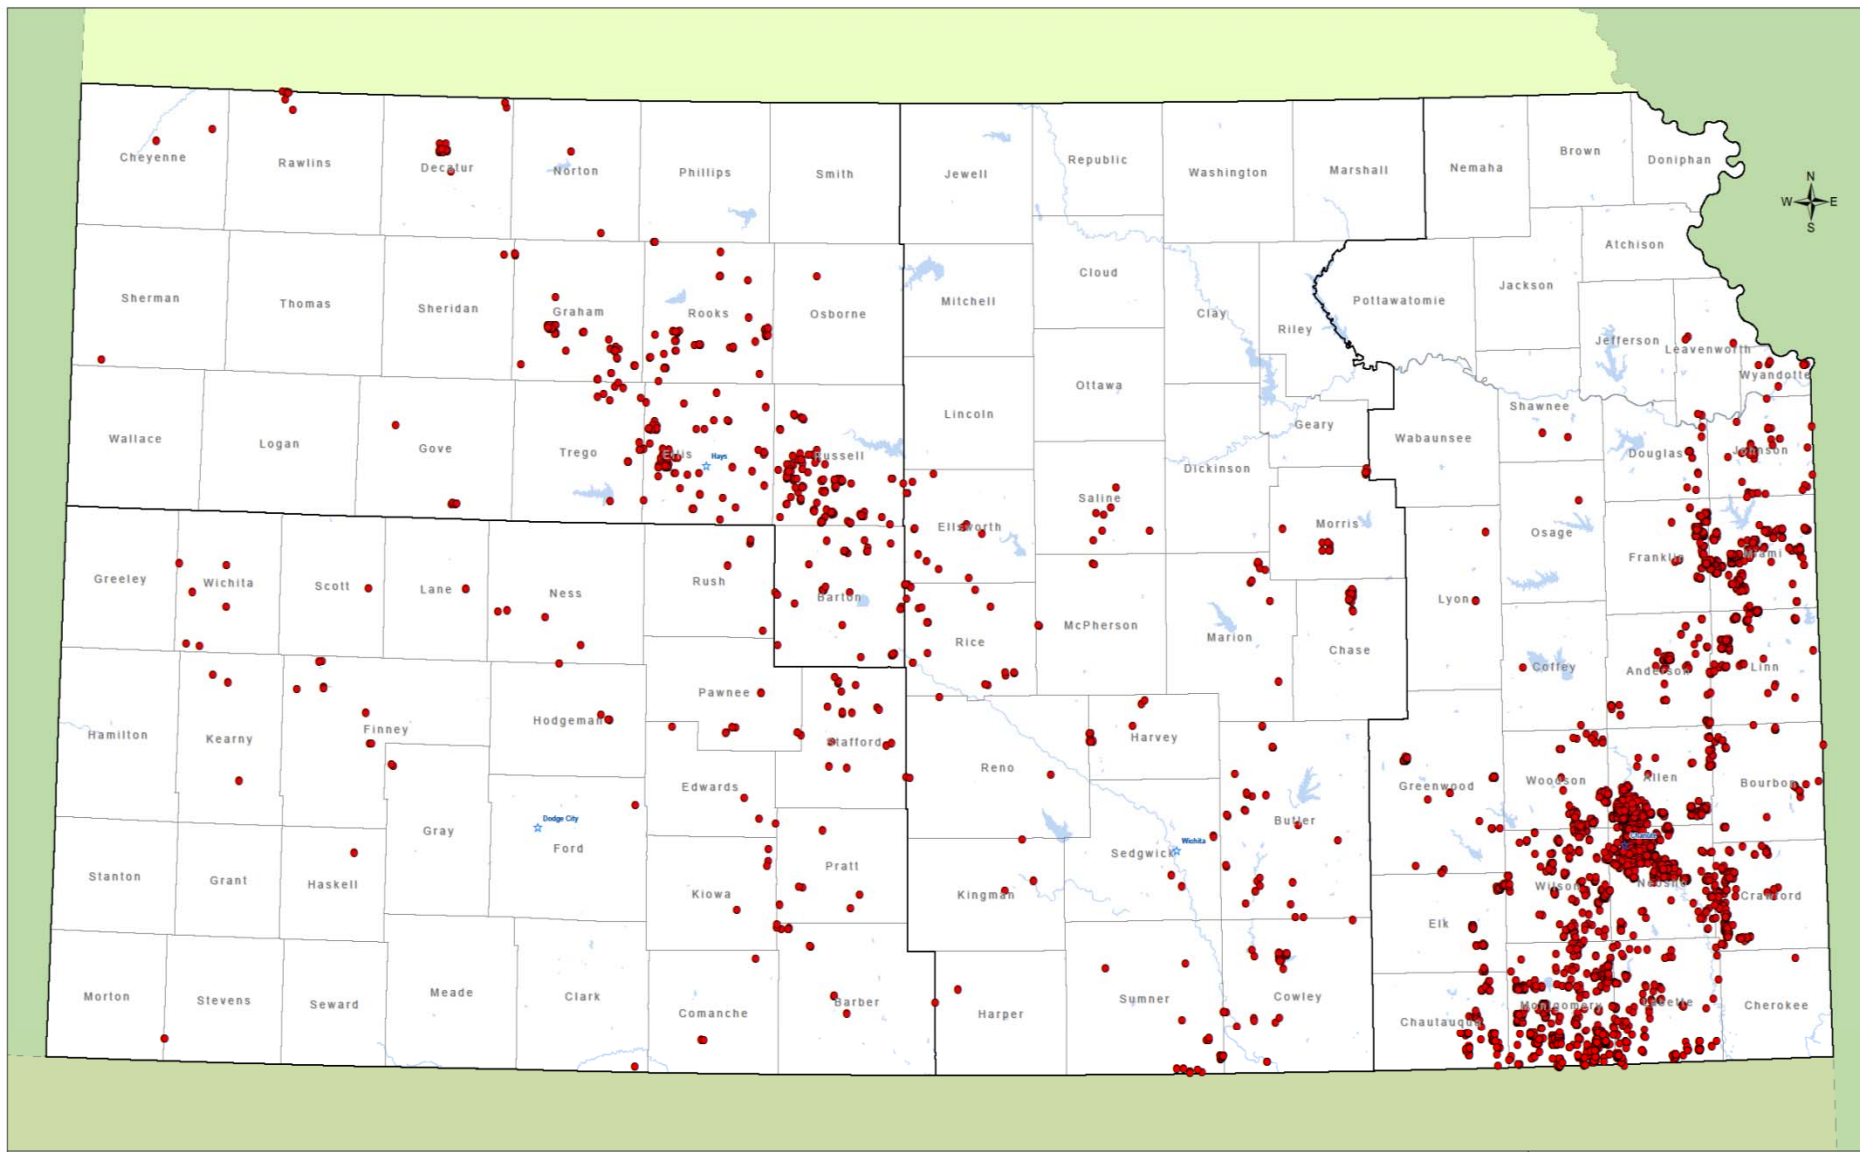 N
W E
S
Cheyenne
Rawlins
Decatur
Norton
Phillips
Smith
Jewell
Republic
Washington
Marshall
Nemaha
Brown
Doniphan
Atchison
Sherman
Thomas
Sheridan
Graham
Rooks
Osborne
Mitchell
Cloud
Clay
Riley
Pottawatomie
Jackson
Jefferson
Leavenworth
Wyandotte
Wallace
Logan
Gove
Trego
Ellis
Hays
Russell
Lincoln
Ottawa
Dickinson
Geary
Wabaunsee
Shawnee
Douglas
Johnson
Saline
Ellsworth
Morris
Osage
Franklin
Miami
Greeley
Wichita
Scott
Lane
Ness
Rush
Barton
Rice
McPherson
Marion
Chase
Lyon
Coffey
Anderson
Linn
Hamilton
Kearny
Finney
Hodgeman
Pawnee
Stafford
Edwards
Reno
Harvey
Butler
Greenwood
Woodson
Allen
Bourbon
Gray
Dodge City
Ford
Stanton
Grant
Haskell
Kiowa
Pratt
Kingman
Sedgwick
Wichita
Elk
Wilson
Chanute
Neosho
Crawford
Morton
Stevens
Seward
Meade
Clark
Comanche
Barber
Harper
Sumner
Cowley
Chautauqua
Montgomery
Labette
Cherokee